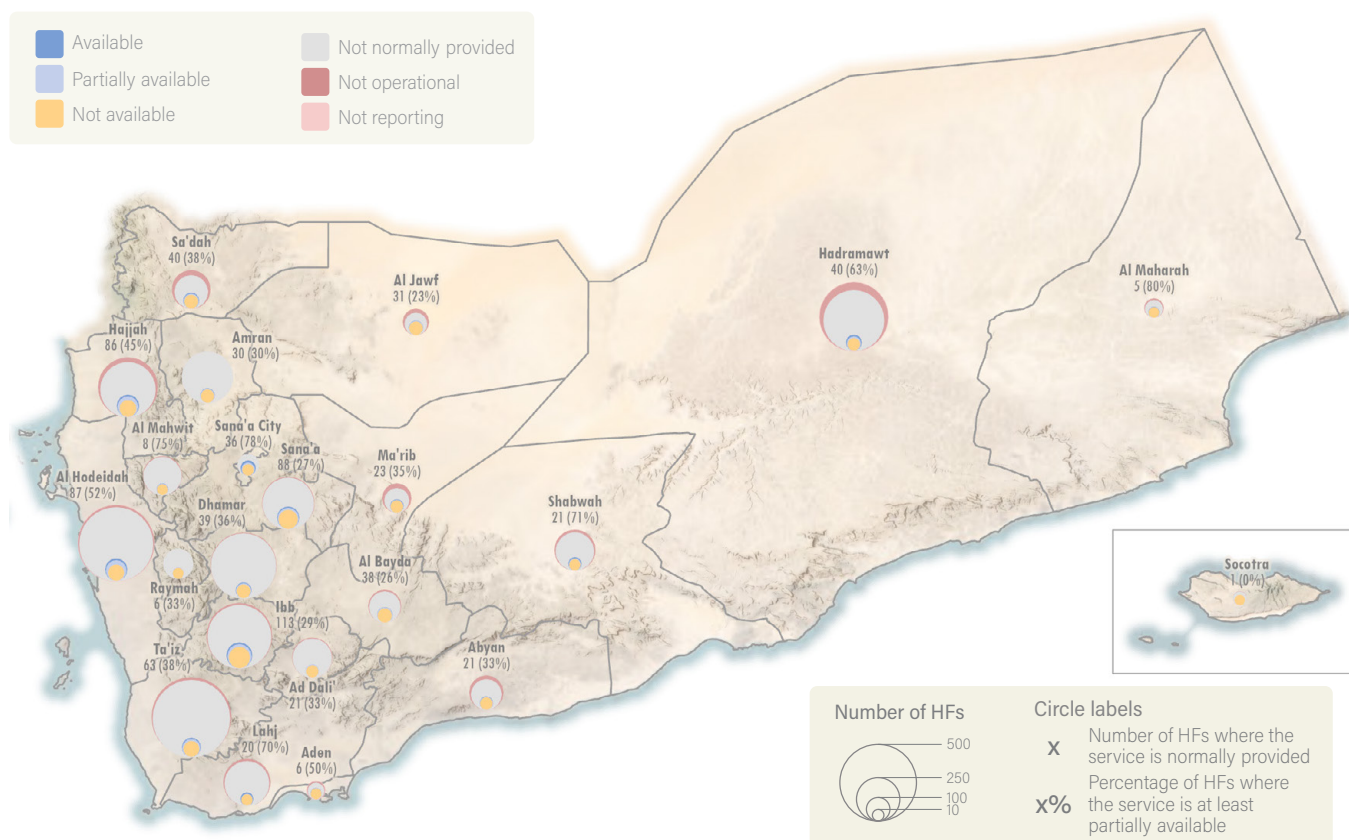 Available
Partially available
Not available
Not normally provided
Not operational
Not reporting
Sa'dah
40 (38%)
Al Jawf
31 (23%)
Hadramawt
40 (63%)
Al Maharah
5 (80%)
Hajjah
86 (45%)
Amran
30 (30%)
Al Mahwit
8 (75%)
Sana'a City
36 (78%)
Sana'a
88 (27%)
Ma'rib
23 (35%)
Al Hodeidah
87 (52%)
Dhamar
39 (36%)
Shabwah
21 (71%)
Al Bayda
38 (26%)
Raymah
6 (33%)
Ibb
113 (29%)
Socotra
1 (0%)
Ta'iz
63 (38%)
Ad Dali'
21 (33%)
Abyan
21 (33%)
Lahj
20 (70%)
Aden
6 (50%)
Number of HFs
500
250
100
10
Circle labels
x Number of HFs where the
service is normally provided
x% Percentage of HFs where
the service is at least
partially available